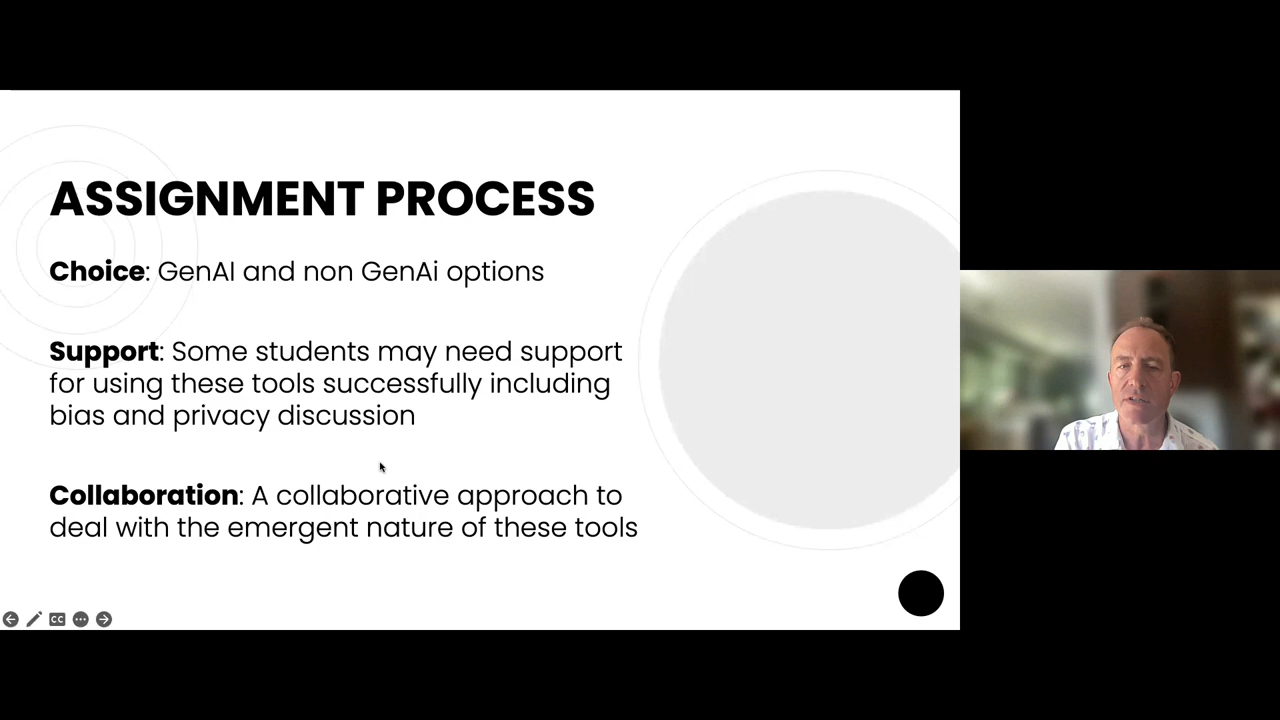 ASSIGNMENT PROCESS
Choice: GenAI and non GenAi options
Support: Some students may need support
for using these tools successfully including
bias and privacy discussion
Collaboration: A collaborative approach to
deal with the emergent nature of these tools
CC